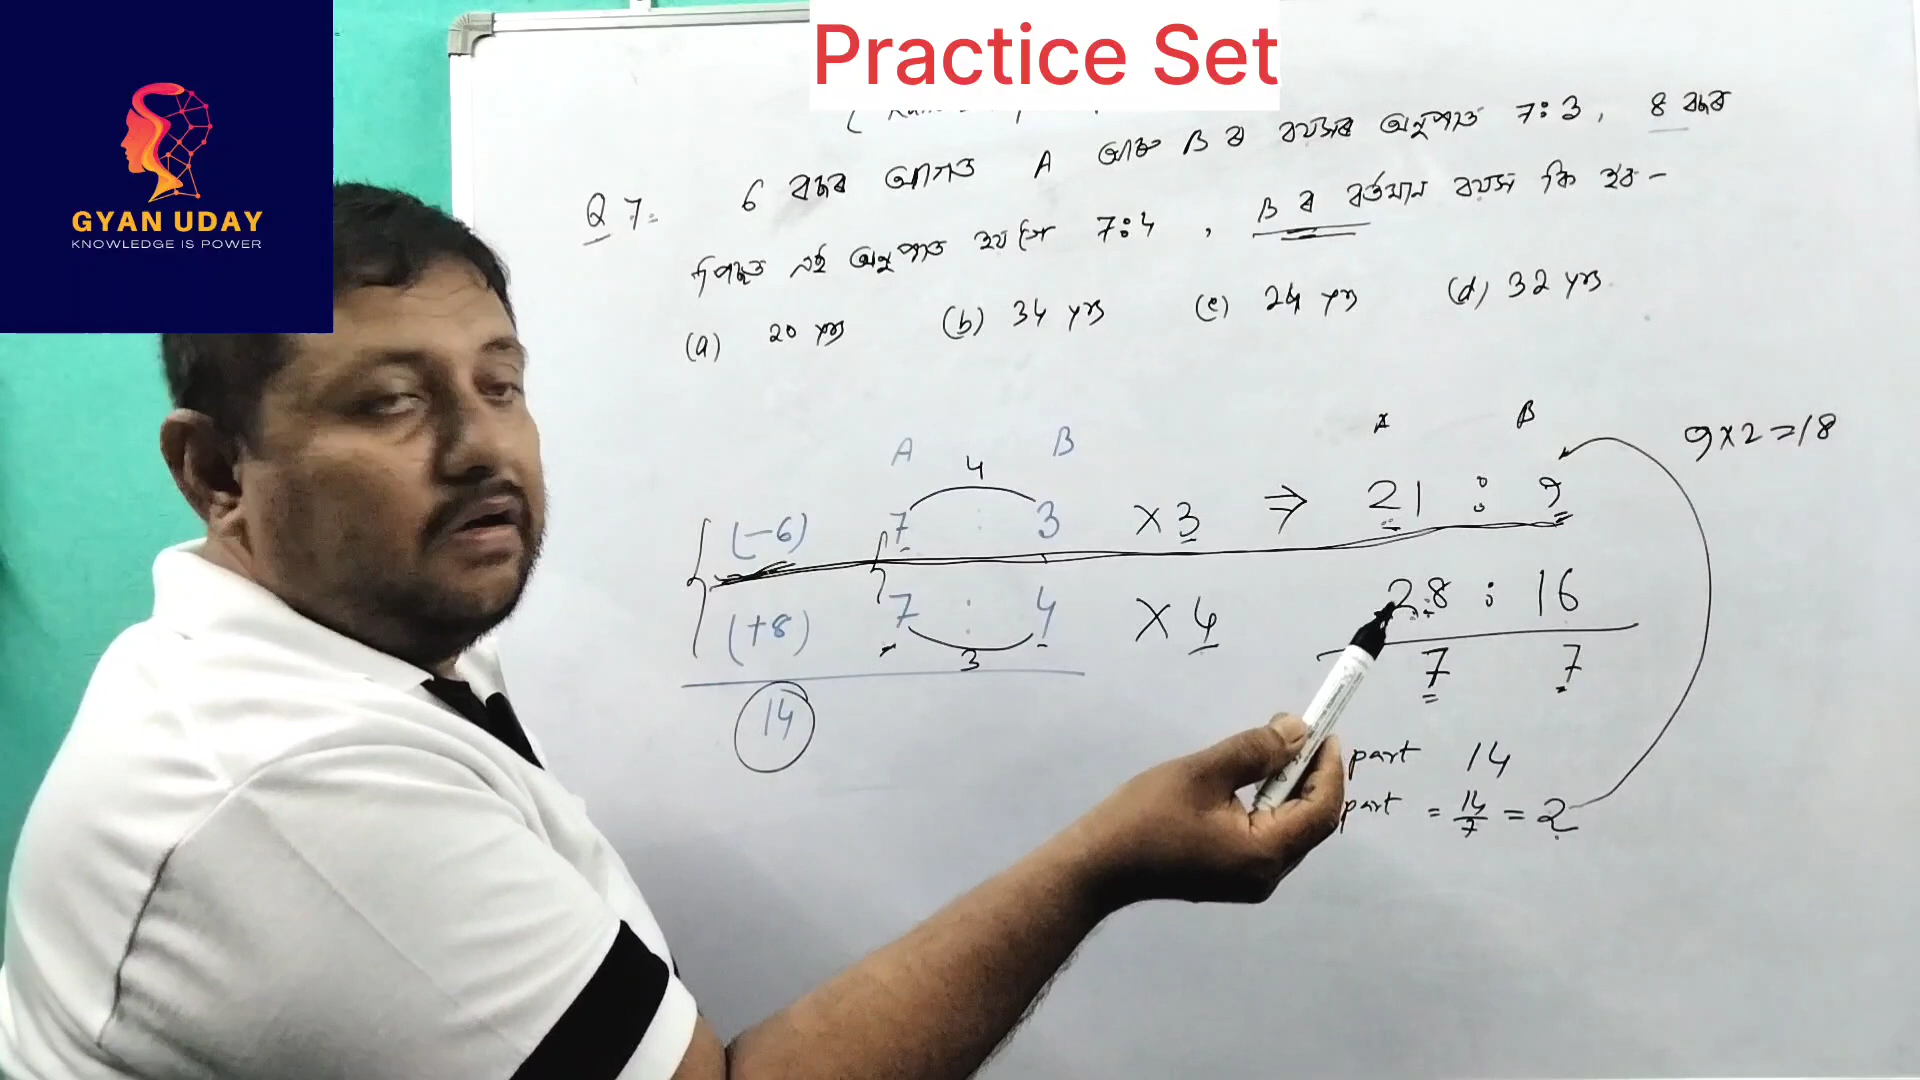 Practice Set
GYAN UDAY
KNOWLEDGE IS POWER
Q 7= 6 বছৰ আগত A আৰু B ৰ বয়সৰ অনুপাত 7:3, 8 বছৰ
পিছত এই অনুপাত হয়গৈ 7:4, B ৰ বৰ্তমান বয়স কি হব -
(a) 20 yrs (b) 34 yrs (c) 24 yrs (d) 32 yrs
A B
4
(-6) 7 : 3 × 3 ⇒ 21 : 9
(+8) 7 : 4 × 4 28 : 16
3
14
7 7
A B
9×2=18
part 14
part = 14/7 = 2